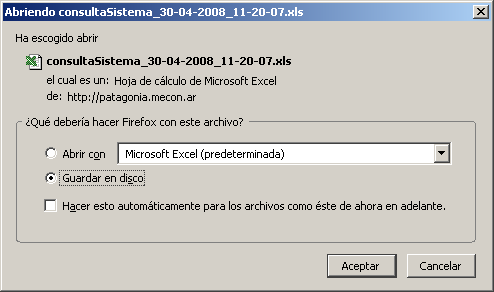 Abriendo consultaSistema_30-04-2008_11-20-07.xls
Ha escogido abrir
consultaSistema_30-04-2008_11-20-07.xls
el cual es un: Hoja de cálculo de Microsoft Excel
de: http://patagonia.mecon.ar
¿Qué debería hacer Firefox con este archivo?
Abrir con Microsoft Excel (predeterminada)
Guardar en disco
Hacer esto automáticamente para los archivos como éste de ahora en adelante.
Aceptar Cancelar